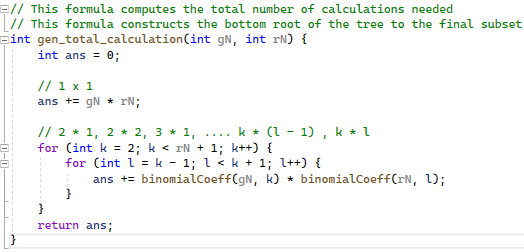 // This formula computes the total number of calculations needed
// This formula constructs the bottom root of the tree to the final subset
int gen_total_calculation(int gN, int rN) {
    int ans = 0;

    // 1 x 1
    ans += gN * rN;

    // 2 * 1, 2 * 2, 3 * 1, .... k * (l - 1) , k * l
    for (int k = 2; k < rN + 1; k++) {
        for (int l = k - 1; l < k + 1; l++) {
            ans += binomialCoeff(gN, k) * binomialCoeff(rN, l);
        }
    }
    return ans;
}